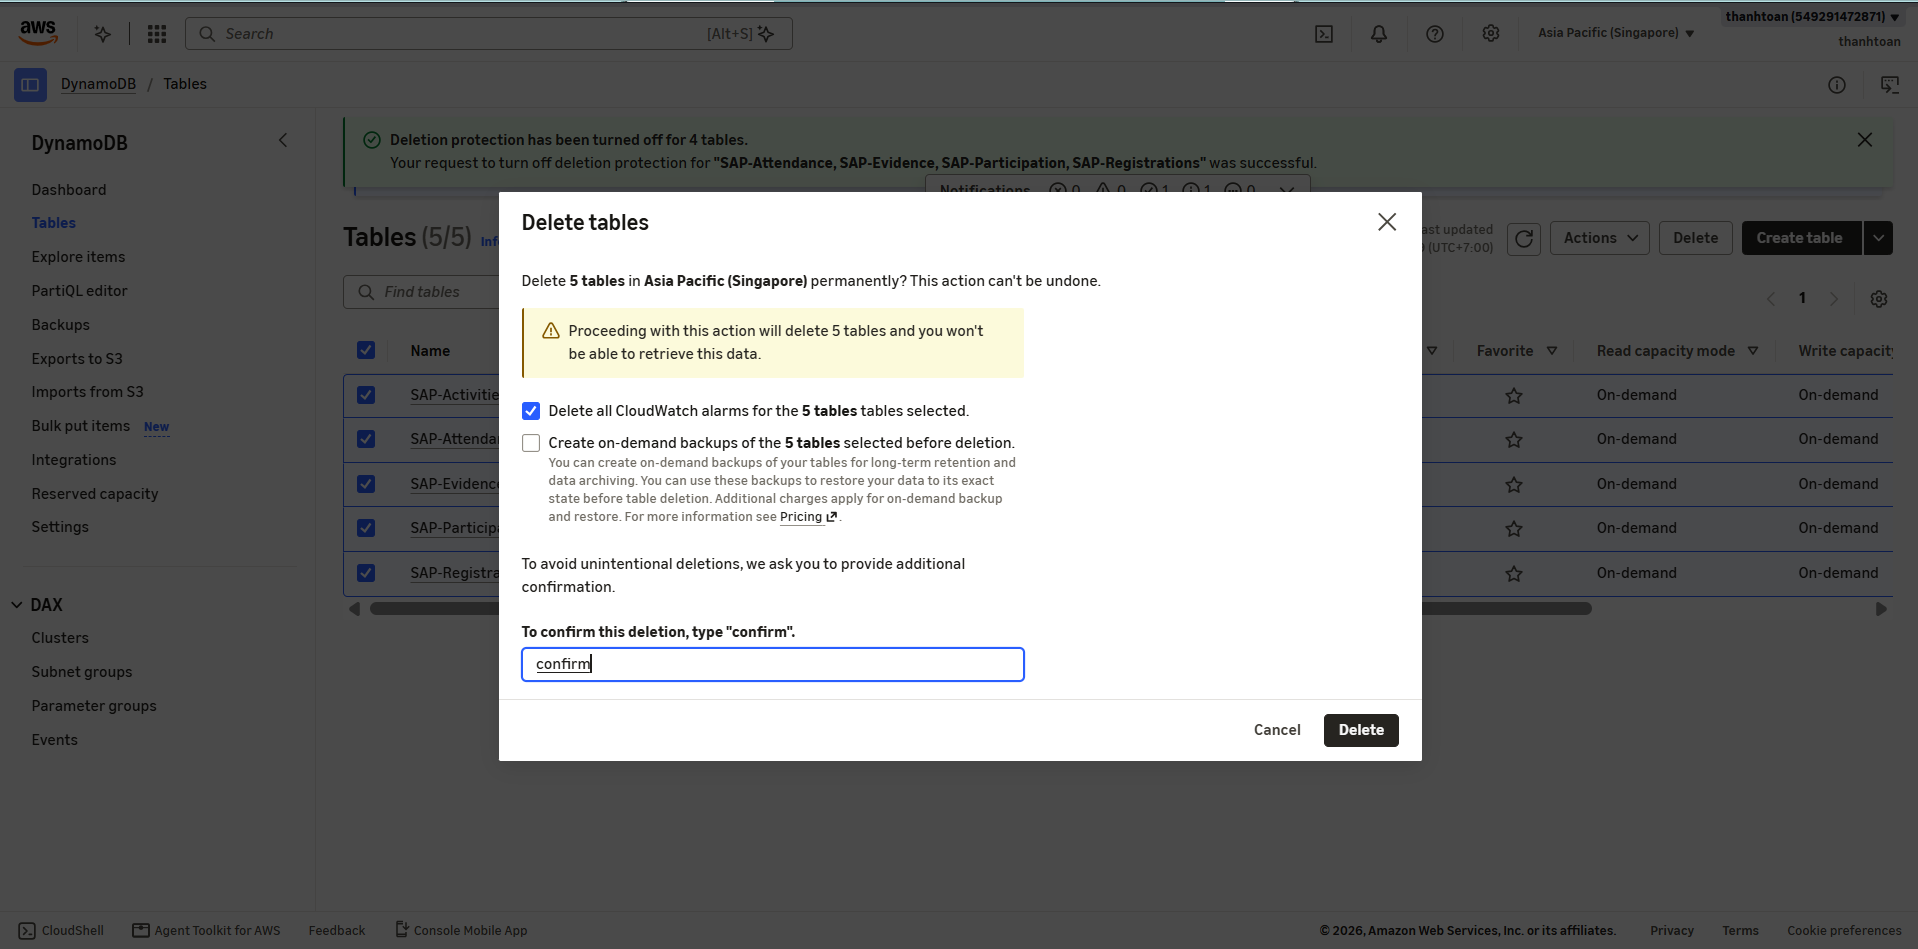 aws
Search
[Alt+S]
Asia Pacific (Singapore)
thanhtoan (549291472871)
thanhtoan
DynamoDB / Tables
DynamoDB
Dashboard
Tables
Explore items
PartiQL editor
Backups
Exports to S3
Imports from S3
Bulk put items New
Integrations
Reserved capacity
Settings
DAX
Clusters
Subnet groups
Parameter groups
Events
Deletion protection has been turned off for 4 tables.
Your request to turn off deletion protection for "SAP-Attendance, SAP-Evidence, SAP-Participation, SAP-Registrations" was successful.
Notifications 0 0 1 1 0
Tables (5/5)
ast updated
(UTC+7:00)
Actions
Delete
Create table
Find tables
1
Name
Favorite
Read capacity mode
Write capacity
SAP-Activitie
On-demand
On-demand
SAP-Attenda
On-demand
On-demand
SAP-Evidence
On-demand
On-demand
SAP-Particip
On-demand
On-demand
SAP-Registra
On-demand
On-demand
Delete tables
Delete 5 tables in Asia Pacific (Singapore) permanently? This action can't be undone.
Proceeding with this action will delete 5 tables and you won't
be able to retrieve this data.
Delete all CloudWatch alarms for the 5 tables tables selected.
Create on-demand backups of the 5 tables selected before deletion.
You can create on-demand backups of your tables for long-term retention and
data archiving. You can use these backups to restore your data to its exact
state before table deletion. Additional charges apply for on-demand backup
and restore. For more information see Pricing.
To avoid unintentional deletions, we ask you to provide additional
confirmation.
To confirm this deletion, type "confirm".
confirm
Cancel
Delete
CloudShell
Agent Toolkit for AWS
Feedback
Console Mobile App
© 2026, Amazon Web Services, Inc. or its affiliates.
Privacy
Terms
Cookie preferences